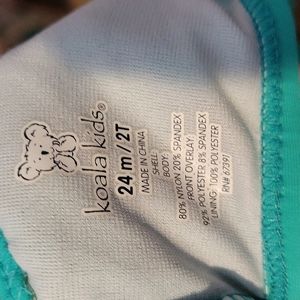 koala kids®
24 m / 2T
MADE IN CHINA
SHELL:
BODY:
80% NYLON 20% SPANDEX
FRONT OVERLAY:
92% POLYESTER 8% SPANDEX
LINING: 100% POLYESTER
RN# 67391